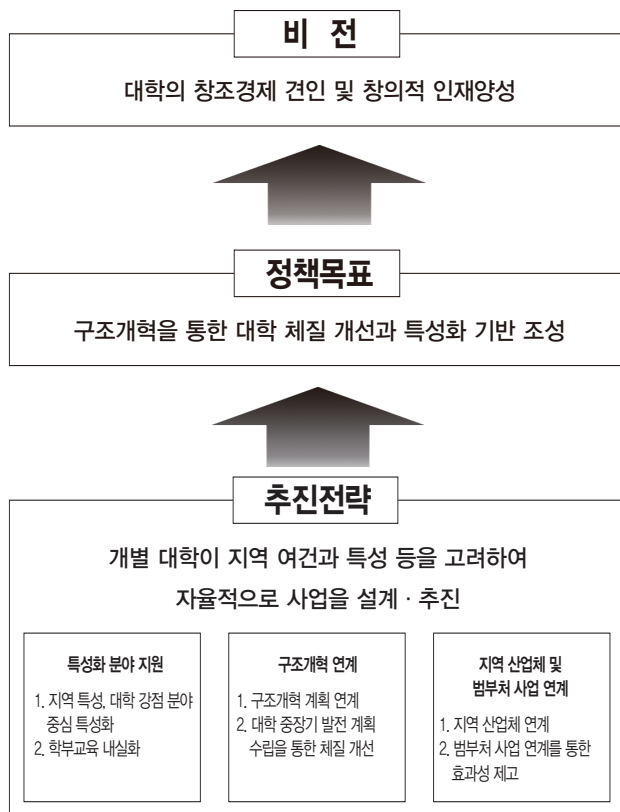 비 전
대학의 창조경제 견인 및 창의적 인재양성
정책목표
구조개혁을 통한 대학 체질 개선과 특성화 기반 조성
추진전략
개별 대학이 지역 여건과 특성 등을 고려하여
자율적으로 사업을 설계 · 추진
특성화 분야 지원
1. 지역 특성, 대학 강점 분야
중심 특성화
2. 학부교육 내실화
구조개혁 연계
1. 구조개혁 계획 연계
2. 대학 중장기 발전 계획
수립을 통한 체질 개선
지역 산업체 및
범부처 사업 연계
1. 지역 산업체 연계
2. 범부처 사업 연계를 통한
효과성 제고